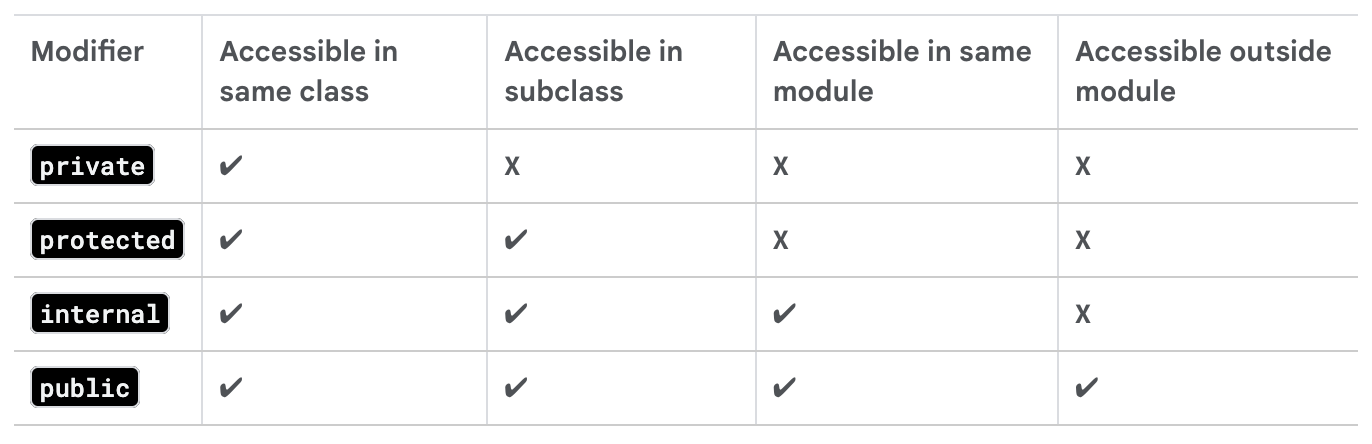 Modifier Accessible in same class Accessible in subclass Accessible in same module Accessible outside module
private ✔ X X X
protected ✔ ✔ X X
internal ✔ ✔ ✔ X
public ✔ ✔ ✔ ✔